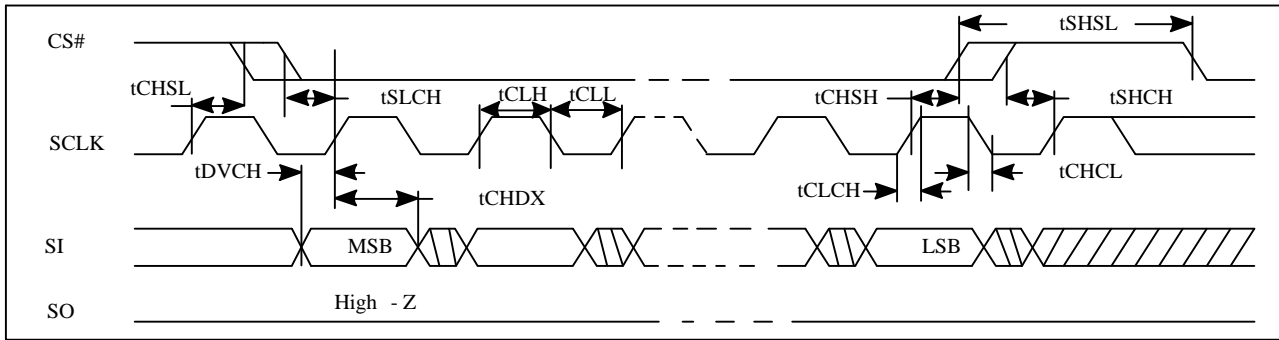 tSHSL
CS#
tCHSL
tSLCH
tCLH
tCLL
tCHSH
tSHCH
SCLK
tDVCH
tCHDX
tCLCH
tCHCL
SI
MSB
LSB
High - Z
SO